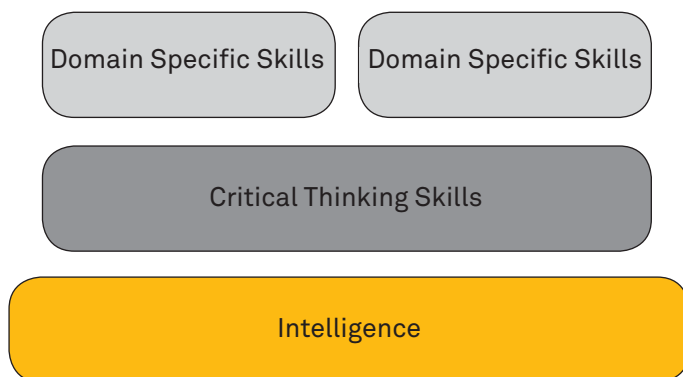 Domain Specific Skills
Domain Specific Skills
Critical Thinking Skills
Intelligence